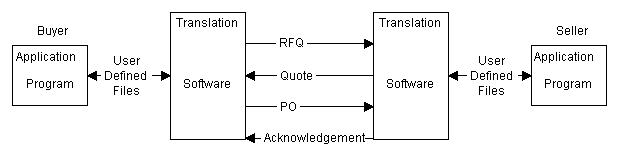 Buyer
Application
Program
User
Defined
Files
Translation
Software
RFQ
Quote
PO
Acknowledgement
Translation
Software
User
Defined
Files
Seller
Application
Program